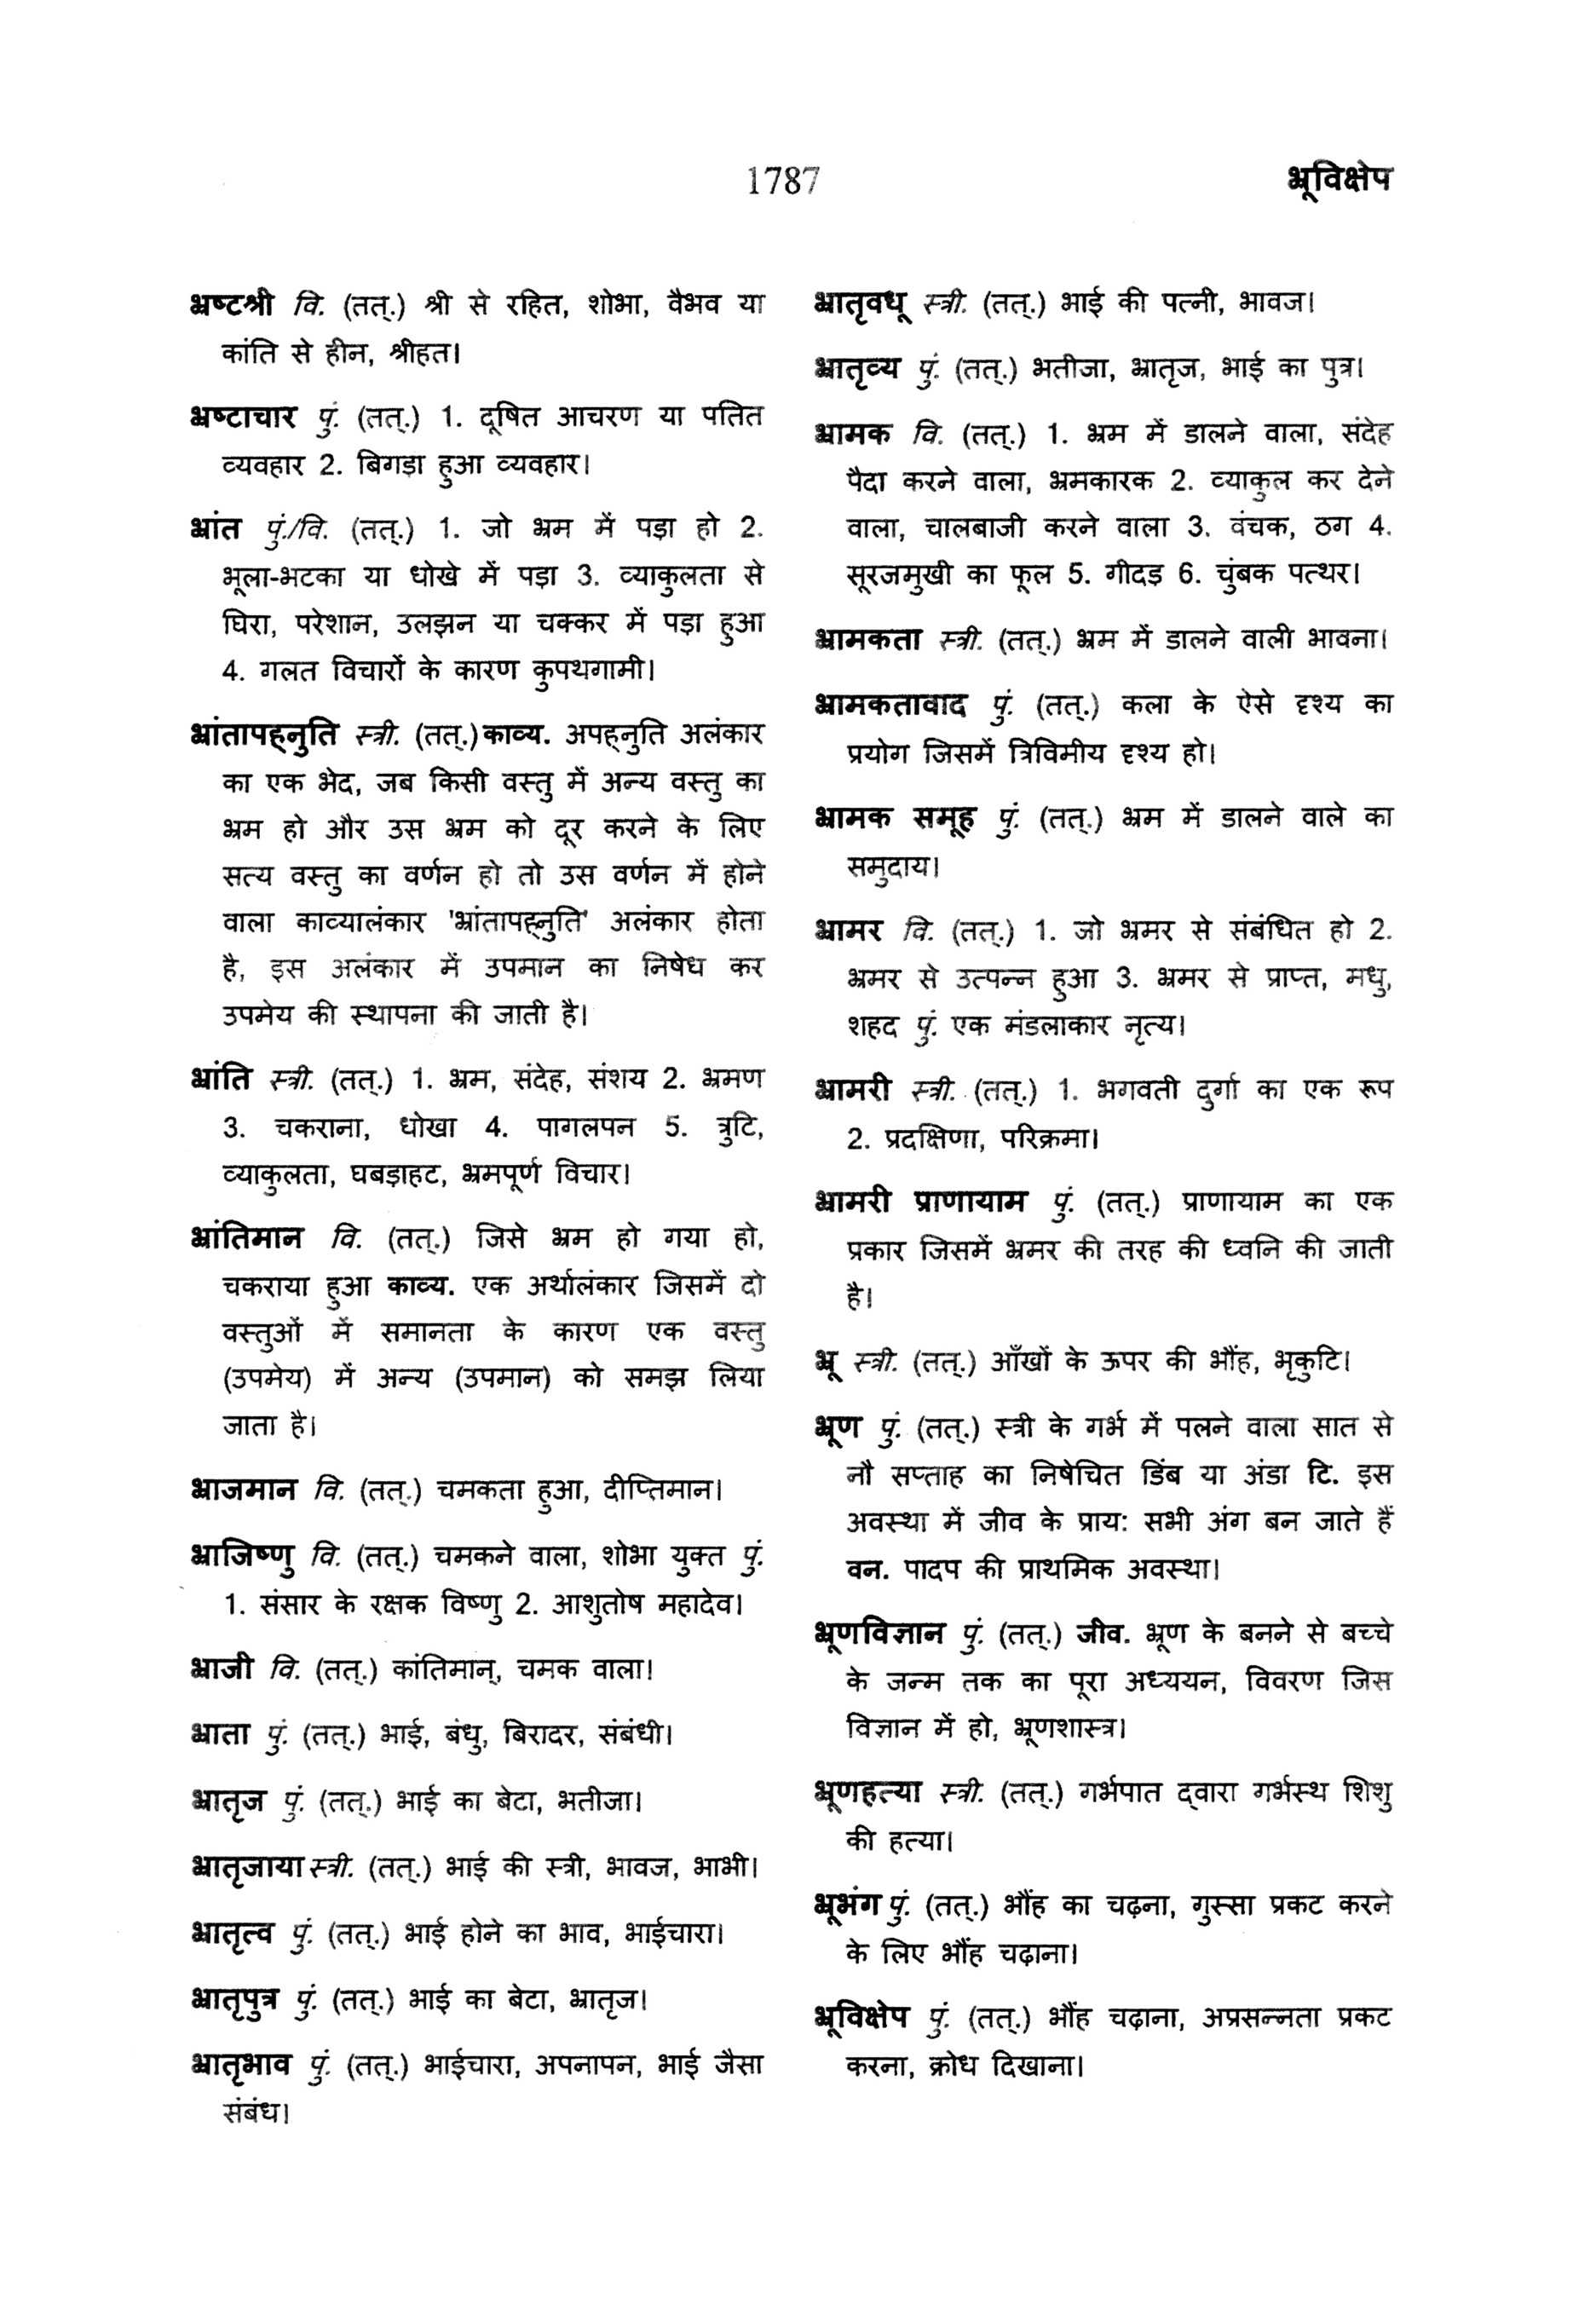 1787
भ्रूविक्षेप
भ्रष्टश्री वि. (तत्.) श्री से रहित, शोभा, वैभव या
कांति से हीन, श्रीहत।
भ्रष्टाचार पुं. (तत्.) 1. दूषित आचरण या पतित
व्यवहार 2. बिगड़ा हुआ व्यवहार।
भ्रांत पुं./वि. (तत्.) 1. जो भ्रम में पड़ा हो 2.
भूला-भटका या धोखे में पड़ा 3. व्याकुलता से
घिरा, परेशान, उलझन या चक्कर में पड़ा हुआ
4. गलत विचारों के कारण कुपथगामी।
भ्रांतापह्नुति स्त्री. (तत्.) काव्य. अपह्नुति अलंकार
का एक भेद, जब किसी वस्तु में अन्य वस्तु का
भ्रम हो और उस भ्रम को दूर करने के लिए
सत्य वस्तु का वर्णन हो तो उस वर्णन में होने
वाला काव्यालंकार 'भ्रांतापह्नुति' अलंकार होता
है, इस अलंकार में उपमान का निषेध कर
उपमेय की स्थापना की जाती है।
भ्रांति स्त्री. (तत्.) 1. भ्रम, संदेह, संशय 2. भ्रमण
3. चकराना, धोखा 4. पागलपन 5. त्रुटि,
व्याकुलता, घबड़ाहट, भ्रमपूर्ण विचार।
भ्रांतिमान वि. (तत्.) जिसे भ्रम हो गया हो,
चकराया हुआ काव्य. एक अर्थालंकार जिसमें दो
वस्तुओं में समानता के कारण एक वस्तु
(उपमेय) में अन्य (उपमान) को समझ लिया
जाता है।
भ्राजमान वि. (तत्.) चमकता हुआ, दीप्तिमान।
भ्राजिष्णु वि. (तत्.) चमकने वाला, शोभा युक्त पुं.
1. संसार के रक्षक विष्णु 2. आशुतोष महादेव।
भ्राजी वि. (तत्.) कांतिमान्, चमक वाला।
भ्राता पुं. (तत्.) भाई, बंधु, बिरादर, संबंधी।
भ्रातृज पुं. (तत्.) भाई का बेटा, भतीजा।
भ्रातृजाया स्त्री. (तत्.) भाई की स्त्री, भावज, भाभी।
भ्रातृत्व पुं. (तत्.) भाई होने का भाव, भाईचारा।
भ्रातृपुत्र पुं. (तत्.) भाई का बेटा, भ्रातृज।
भ्रातृभाव पुं. (तत्.) भाईचारा, अपनापन, भाई जैसा
संबंध।
भ्रातृवधू स्त्री. (तत्.) भाई की पत्नी, भावज।
भ्रातृव्य पुं. (तत्.) भतीजा, भ्रातृज, भाई का पुत्र।
भ्रामक वि. (तत्.) 1. भ्रम में डालने वाला, संदेह
पैदा करने वाला, भ्रमकारक 2. व्याकुल कर देने
वाला, चालबाजी करने वाला 3. वंचक, ठग 4.
सूरजमुखी का फूल 5. गीदड़ 6. चुंबक पत्थर।
भ्रामकता स्त्री. (तत्.) भ्रम में डालने वाली भावना।
भ्रामकतावाद पुं. (तत्.) कला के ऐसे दृश्य का
प्रयोग जिसमें त्रिविमीय दृश्य हो।
भ्रामक समूह पुं. (तत्.) भ्रम में डालने वाले का
समुदाय।
भ्रामर वि. (तत्.) 1. जो भ्रमर से संबंधित हो 2.
भ्रमर से उत्पन्न हुआ 3. भ्रमर से प्राप्त, मधु,
शहद पुं. एक मंडलाकार नृत्य।
भ्रामरी स्त्री. (तत्.) 1. भगवती दुर्गा का एक रूप
2. प्रदक्षिणा, परिक्रमा।
भ्रामरी प्राणायाम पुं. (तत्.) प्राणायाम का एक
प्रकार जिसमें भ्रमर की तरह की ध्वनि की जाती
है।
भ्रू स्त्री. (तत्.) आँखों के ऊपर की भौंह, भृकुटि।
भ्रूण पुं. (तत्.) स्त्री के गर्भ में पलने वाला सात से
नौ सप्ताह का निषेचित डिंब या अंडा टि. इस
अवस्था में जीव के प्राय: सभी अंग बन जाते हैं
वन. पादप की प्राथमिक अवस्था।
भ्रूणविज्ञान पुं. (तत्.) जीव. भ्रूण के बनने से बच्चे
के जन्म तक का पूरा अध्ययन, विवरण जिस
विज्ञान में हो, भ्रूणशास्त्र।
भ्रूणहत्या स्त्री. (तत्.) गर्भपात द्‍वारा गर्भस्थ शिशु
की हत्या।
भ्रूभंग पुं. (तत्.) भौंह का चढ़ना, गुस्सा प्रकट करने
के लिए भौंह चढ़ाना।
भ्रूविक्षेप पुं. (तत्.) भौंह चढ़ाना, अप्रसन्नता प्रकट
करना, क्रोध दिखाना।